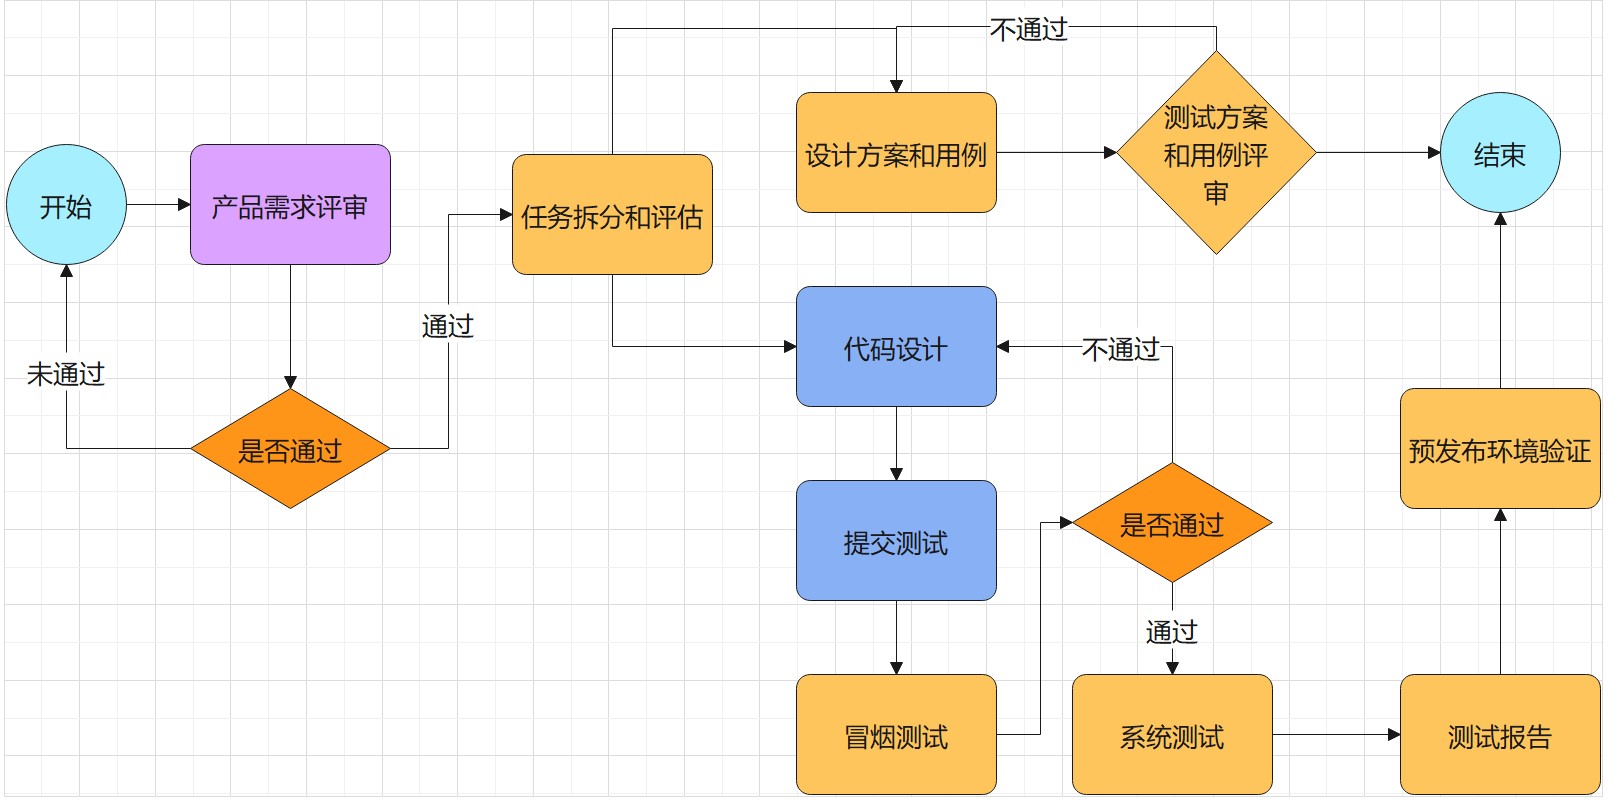 开始
产品需求评审
未通过
是否通过
通过
任务拆分和评估
不通过
设计方案和用例
测试方案
和用例评
审
结束
代码设计
不通过
提交测试
是否通过
通过
冒烟测试
系统测试
测试报告
预发布环境验证